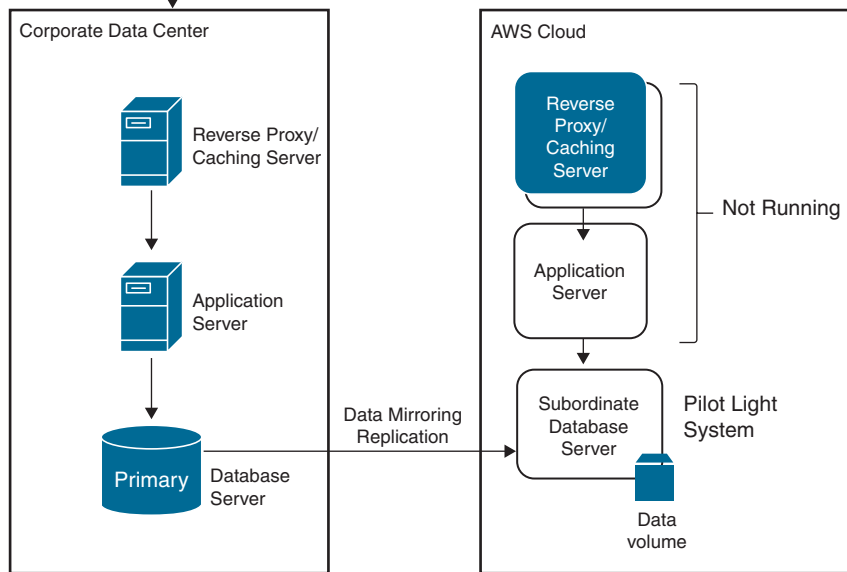 Corporate Data Center
Reverse Proxy/
Caching Server
Application
Server
Primary
Database
Server
Data Mirroring
Replication
AWS Cloud
Reverse
Proxy/
Caching
Server
Not Running
Application
Server
Subordinate
Database
Server
Pilot Light
System
Data
volume